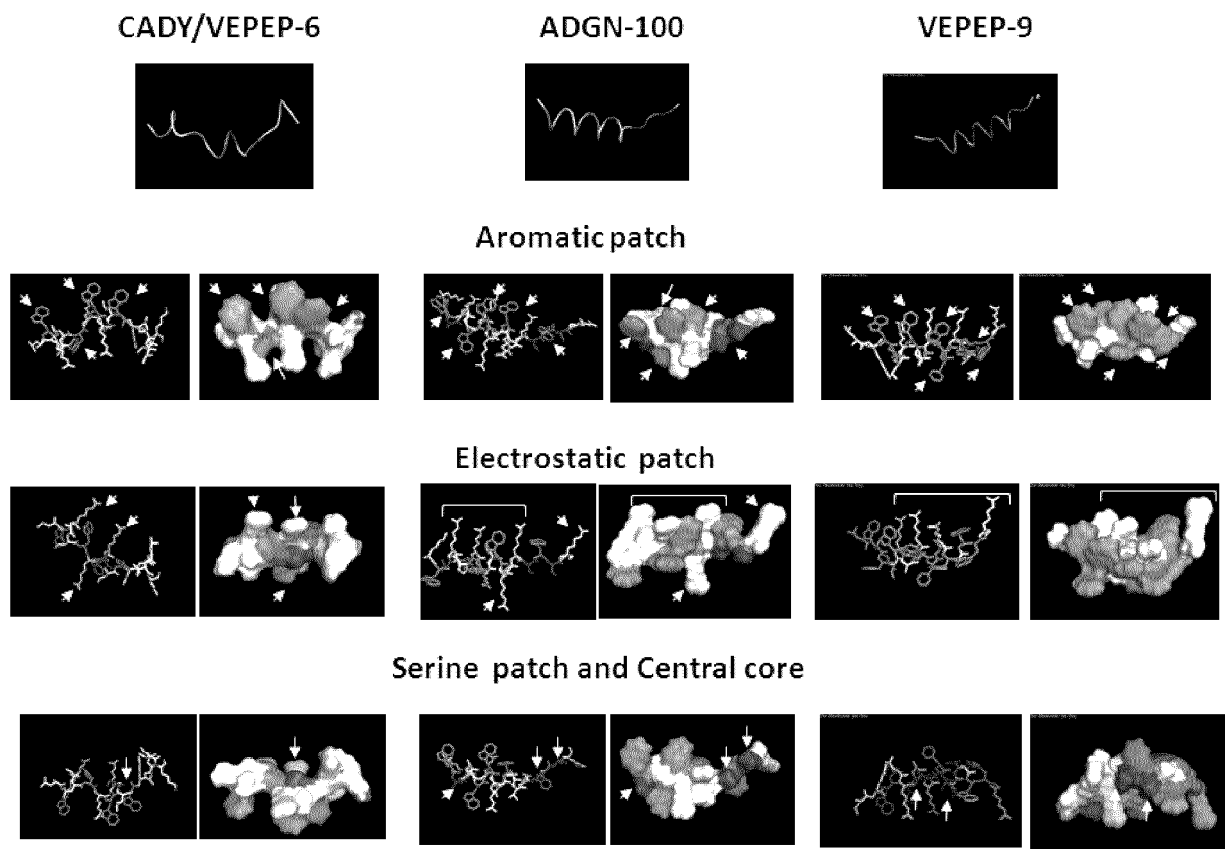 CADY/VEPEP-6
ADGN-100
VEPEP-9
Aromatic patch
Electrostatic patch
Serine patch and Central core